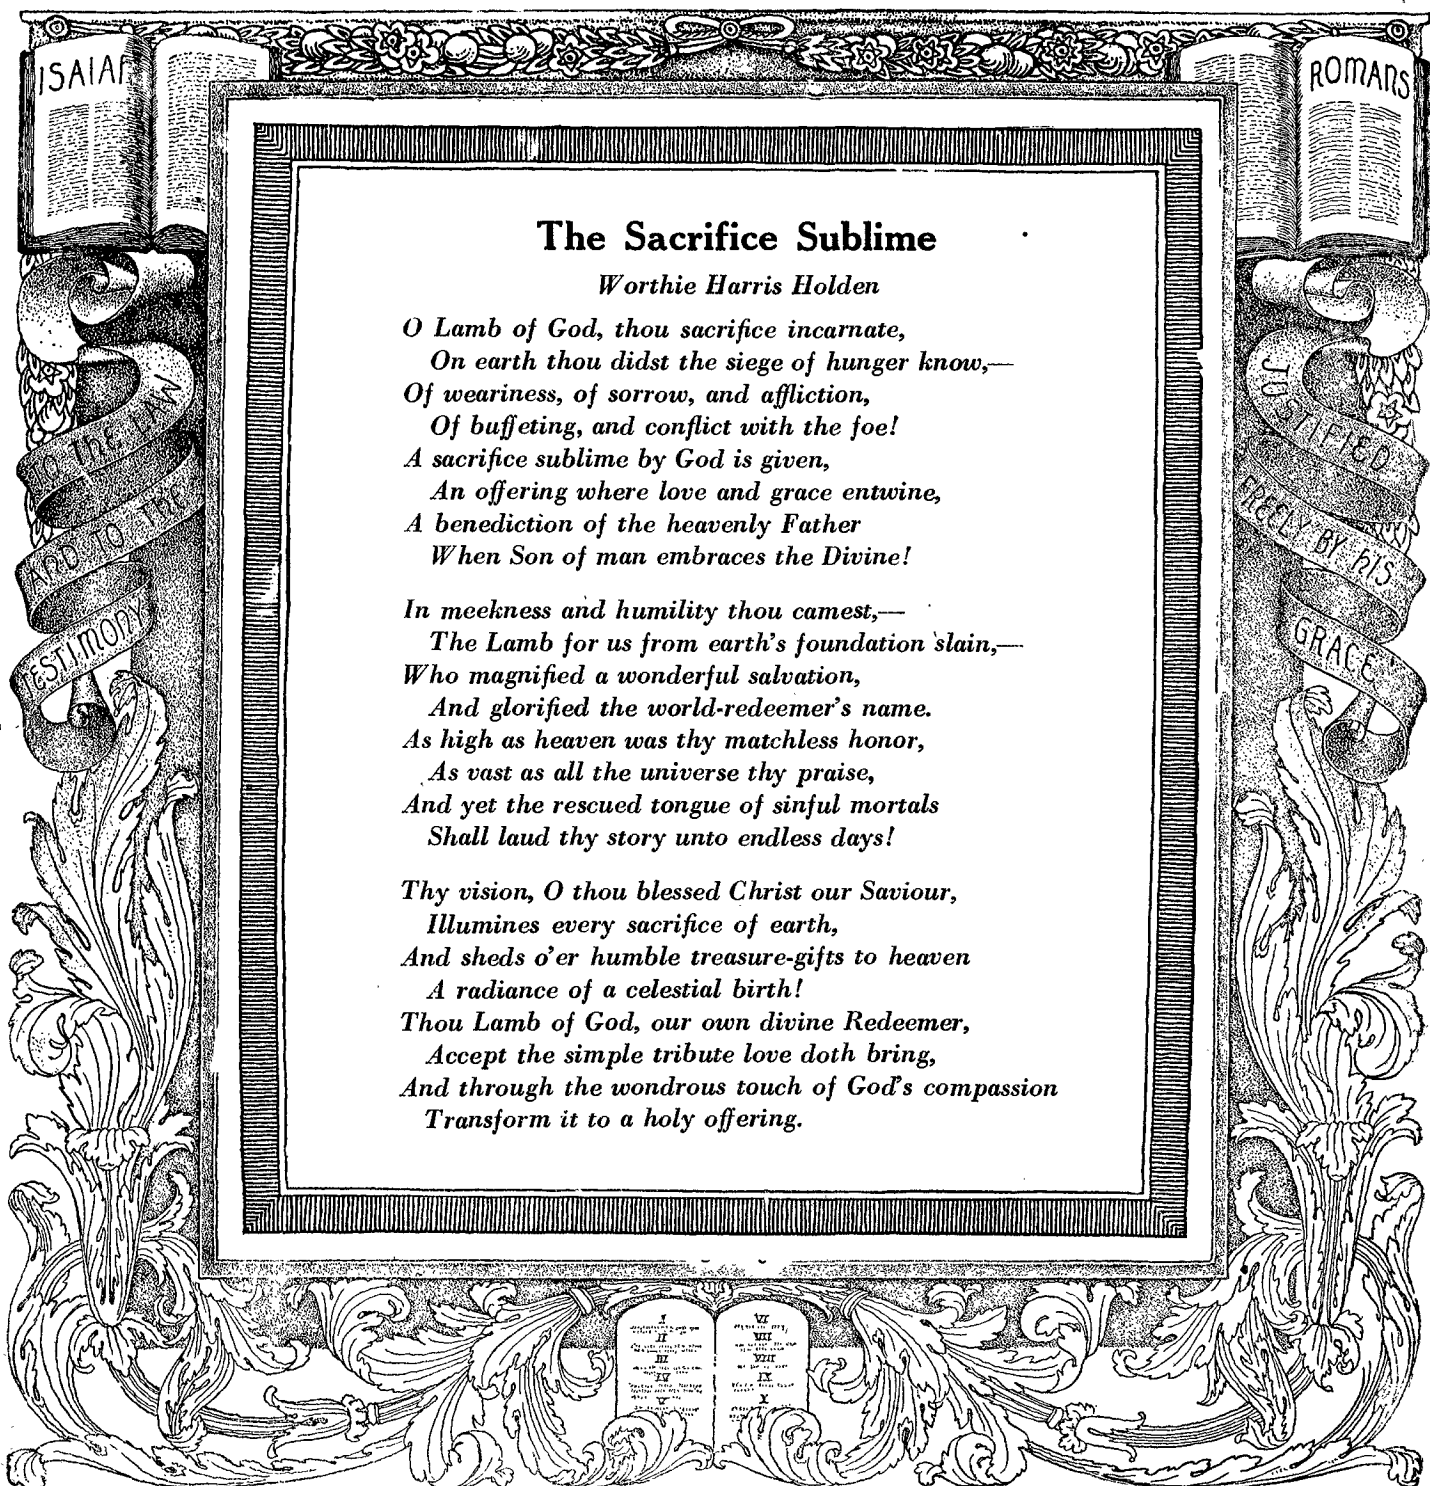 ISAIAH
ROMANS
TO THE LAW
AND TO THE
TESTIMONY
JUSTIFIED
FREELY BY HIS
GRACE
The Sacrifice Sublime
Worthie Harris Holden
O Lamb of God, thou sacrifice incarnate,
On earth thou didst the siege of hunger know,—
Of weariness, of sorrow, and affliction,
Of buffeting, and conflict with the foe!
A sacrifice sublime by God is given,
An offering where love and grace entwine,
A benediction of the heavenly Father
When Son of man embraces the Divine!
In meekness and humility thou camest,—
The Lamb for us from earth's foundation slain,—
Who magnified a wonderful salvation,
And glorified the world-redeemer's name.
As high as heaven was thy matchless honor,
As vast as all the universe thy praise,
And yet the rescued tongue of sinful mortals
Shall laud thy story unto endless days!
Thy vision, O thou blessed Christ our Saviour,
Illumines every sacrifice of earth,
And sheds o'er humble treasure-gifts to heaven
A radiance of a celestial birth!
Thou Lamb of God, our own divine Redeemer,
Accept the simple tribute love doth bring,
And through the wondrous touch of God's compassion
Transform it to a holy offering.
I
II
III
IV
V
VI
VII
VIII
IX
X